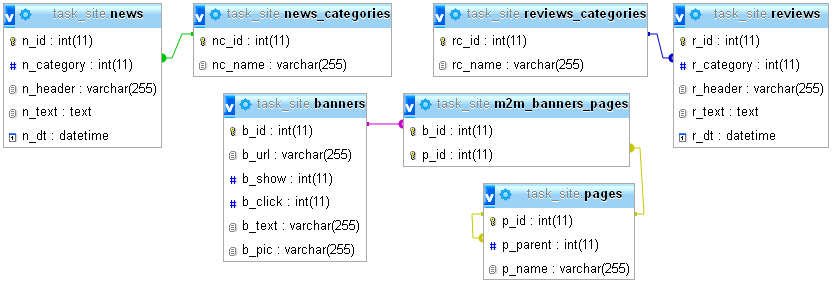 task_site news
n_id : int(11)
n_category : int(11)
n_header : varchar(255)
n_text : text
n_dt : datetime
task_site news_categories
nc_id : int(11)
nc_name : varchar(255)
task_site reviews_categories
rc_id : int(11)
rc_name : varchar(255)
task_site reviews
r_id : int(11)
r_category : int(11)
r_header : varchar(255)
r_text : text
r_dt : datetime
task_site banners
b_id : int(11)
b_url : varchar(255)
b_show : int(11)
b_click : int(11)
b_text : varchar(255)
b_pic : varchar(255)
task_site m2m_banners_pages
b_id : int(11)
p_id : int(11)
task_site pages
p_id : int(11)
p_parent : int(11)
p_name : varchar(255)